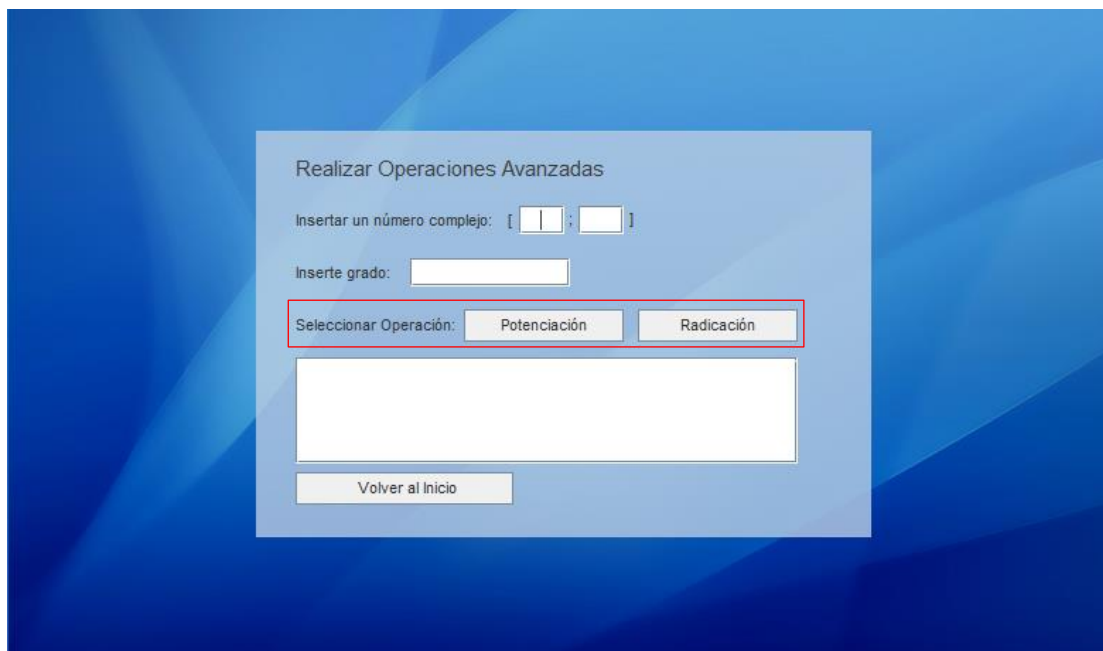 Realizar Operaciones Avanzadas
Insertar un número complejo: [ ; ]
Inserte grado:
Seleccionar Operación: Potenciación Radicación
Volver al Inicio